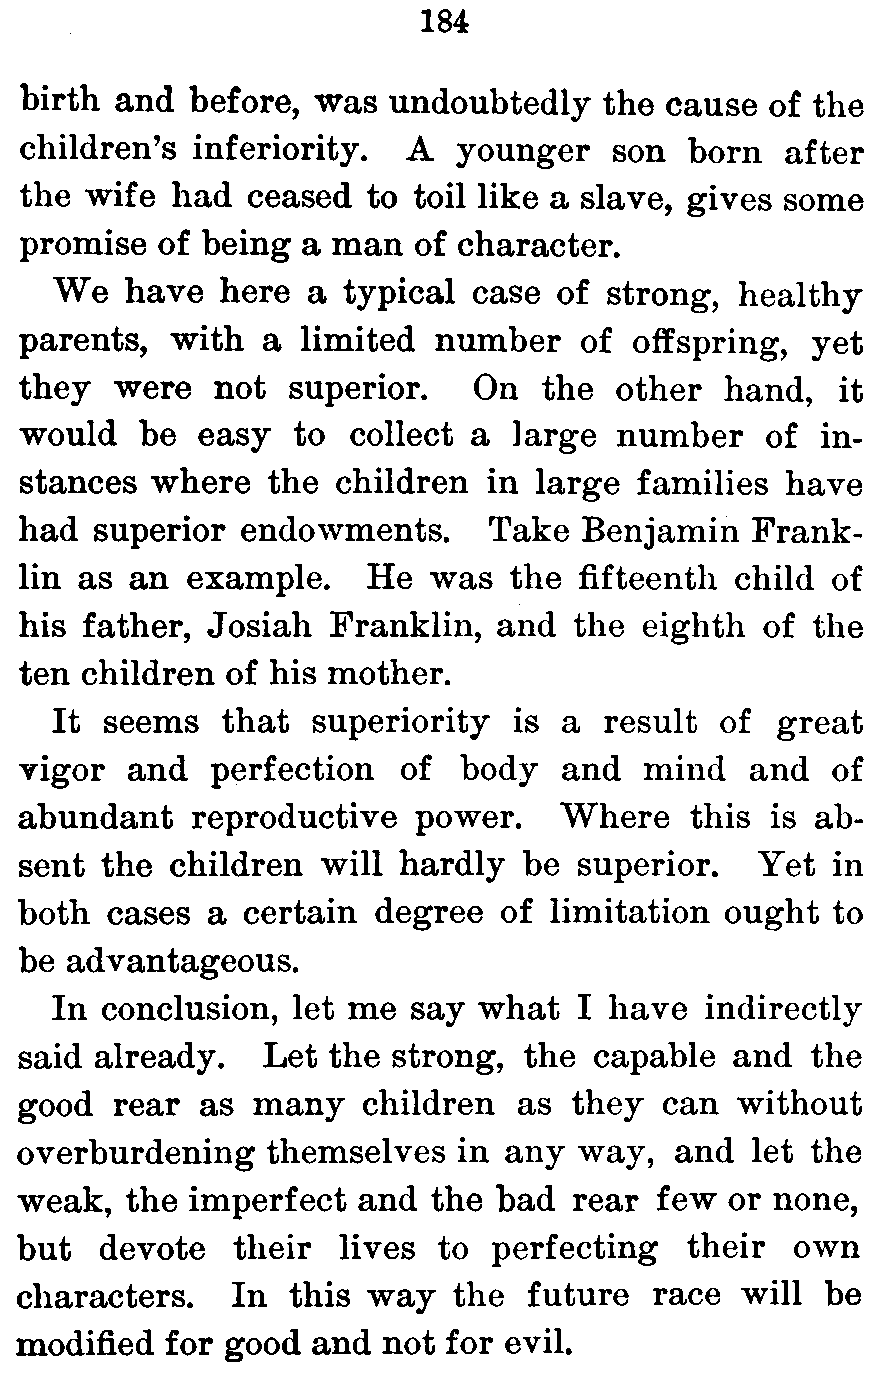 184
birth and before, was undoubtedly the cause of the
children's inferiority. A younger son born after
the wife had ceased to toil like a slave, gives some
promise of being a man of character.
We have here a typical case of strong, healthy
parents, with a limited number of offspring, yet
they were not superior. On the other hand, it
would be easy to collect a large number of in-
stances where the children in large families have
had superior endowments. Take Benjamin Frank-
lin as an example. He was the fifteenth child of
his father, Josiah Franklin, and the eighth of the
ten children of his mother.
It seems that superiority is a result of great
vigor and perfection of body and mind and of
abundant reproductive power. Where this is ab-
sent the children will hardly be superior. Yet in
both cases a certain degree of limitation ought to
be advantageous.
In conclusion, let me say what I have indirectly
said already. Let the strong, the capable and the
good rear as many children as they can without
overburdening themselves in any way, and let the
weak, the imperfect and the bad rear few or none,
but devote their lives to perfecting their own
characters. In this way the future race will be
modified for good and not for evil.